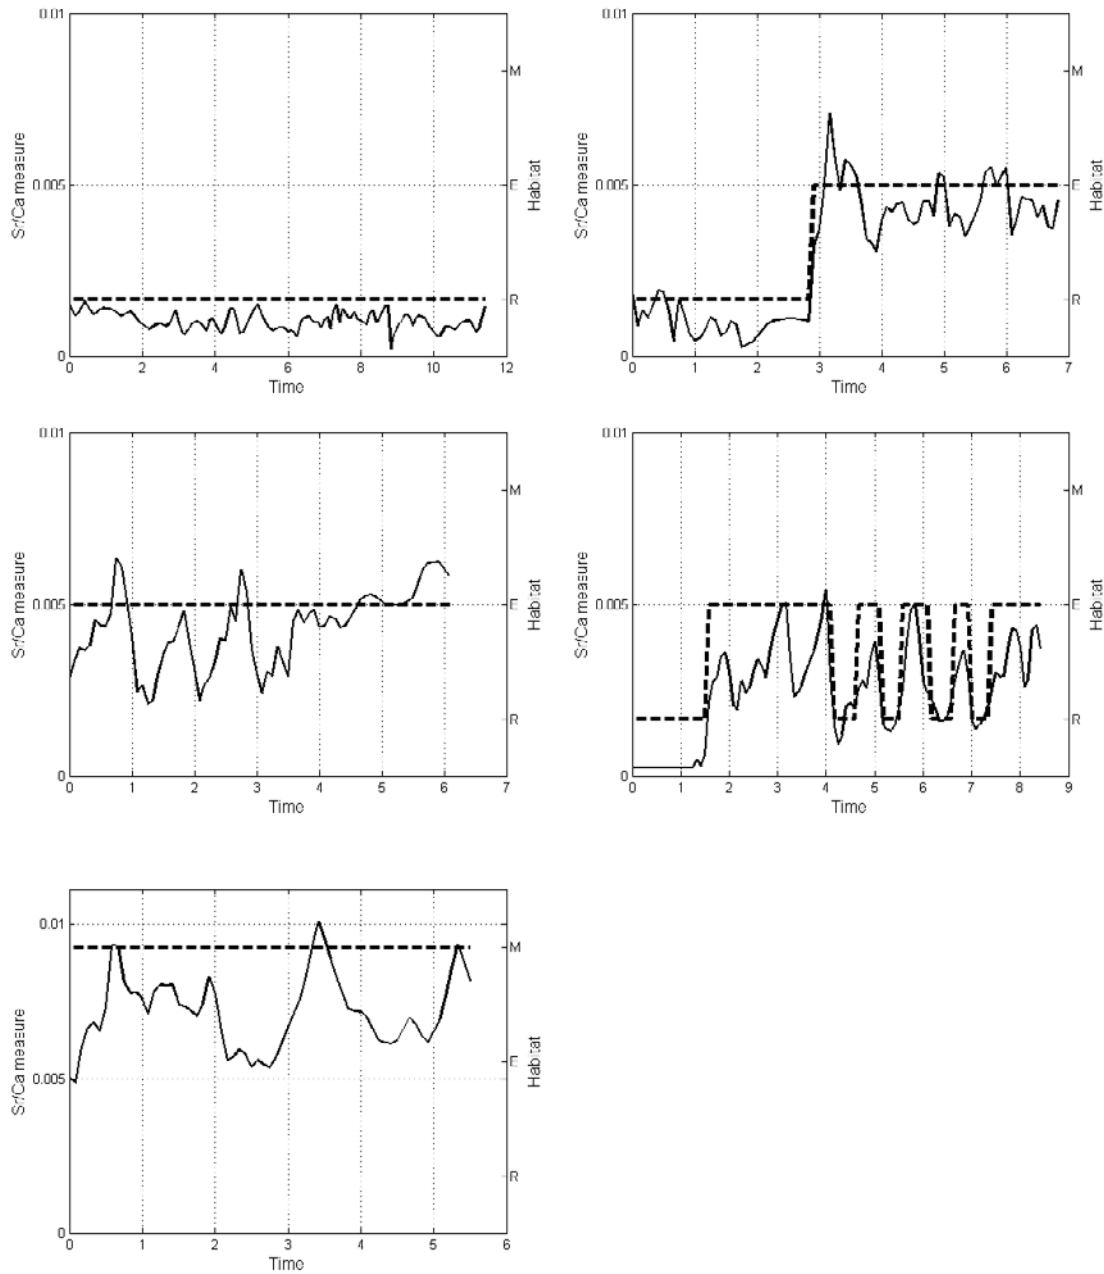 0.01
M
Sr/Ca measure
0.005
E
Habitat
R
0
0 2 4 6 8 10 12
Time
0.01
M
Sr/Ca measure
0.005
E
Habitat
R
0
0 1 2 3 4 5 6 7
Time
0.01
M
Sr/Ca measure
0.005
E
Habitat
R
0
0 1 2 3 4 5 6 7
Time
0.01
M
Sr/Ca measure
0.005
E
Habitat
R
0
0 1 2 3 4 5 6 7 8 9
Time
0.01
M
Sr/Ca measure
E
0.005
Habitat
R
0
0 1 2 3 4 5 6
Time